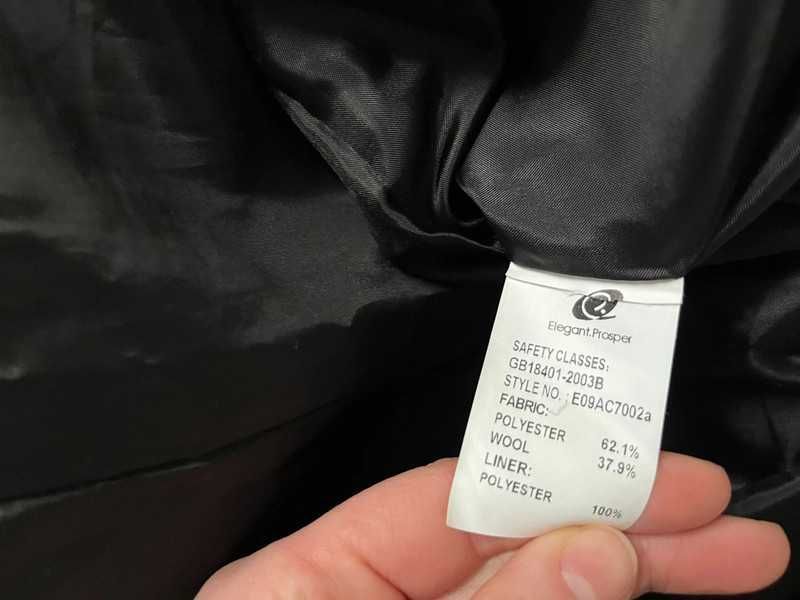 Elegant.Prosper
SAFETY CLASSES:
GB18401-2003B
STYLE NO.: E09AC7002a
FABRIC:
POLYESTER 62.1%
WOOL 37.9%
LINER:
POLYESTER 100%